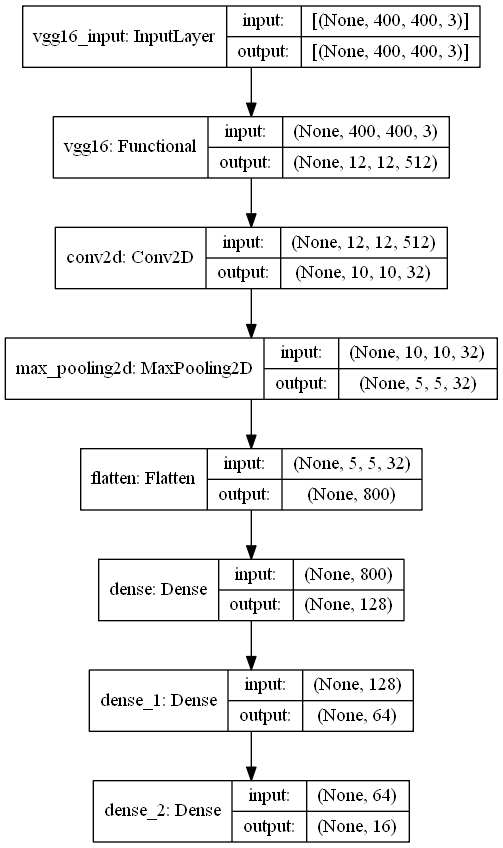 vgg16_input: InputLayer
input: [(None, 400, 400, 3)]
output: [(None, 400, 400, 3)]
vgg16: Functional
input: (None, 400, 400, 3)
output: (None, 12, 12, 512)
conv2d: Conv2D
input: (None, 12, 12, 512)
output: (None, 10, 10, 32)
max_pooling2d: MaxPooling2D
input: (None, 10, 10, 32)
output: (None, 5, 5, 32)
flatten: Flatten
input: (None, 5, 5, 32)
output: (None, 800)
dense: Dense
input: (None, 800)
output: (None, 128)
dense_1: Dense
input: (None, 128)
output: (None, 64)
dense_2: Dense
input: (None, 64)
output: (None, 16)